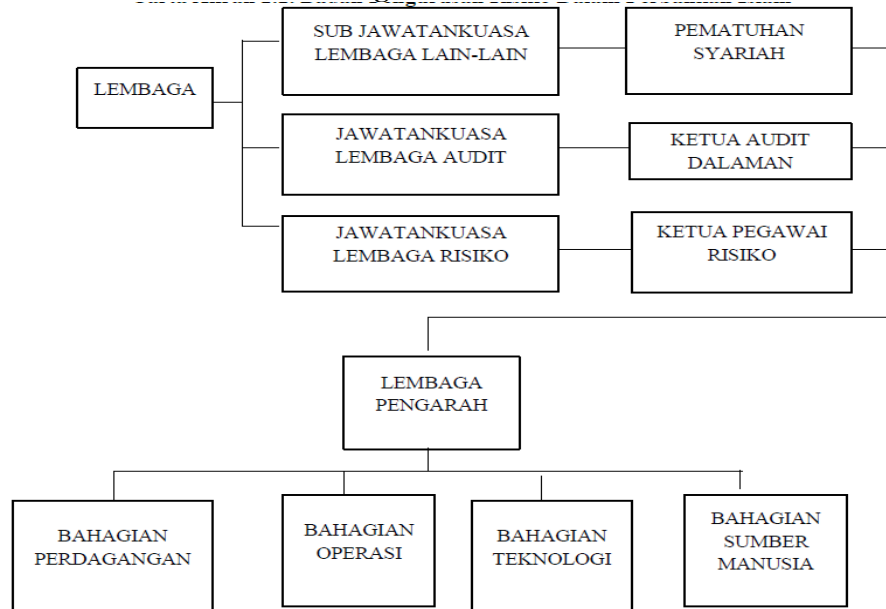 SUB JAWATANKUASA
LEMBAGA LAIN-LAIN
PEMATUHAN
SYARIAH
LEMBAGA
JAWATANKUASA
LEMBAGA AUDIT
KETUA AUDIT
DALAMAN
JAWATANKUASA
LEMBAGA RISIKO
KETUA PEGAWAI
RISIKO
LEMBAGA
PENGARAH
BAHAGIAN
PERDAGANGAN
BAHAGIAN
OPERASI
BAHAGIAN
TEKNOLOGI
BAHAGIAN
SUMBER
MANUSIA